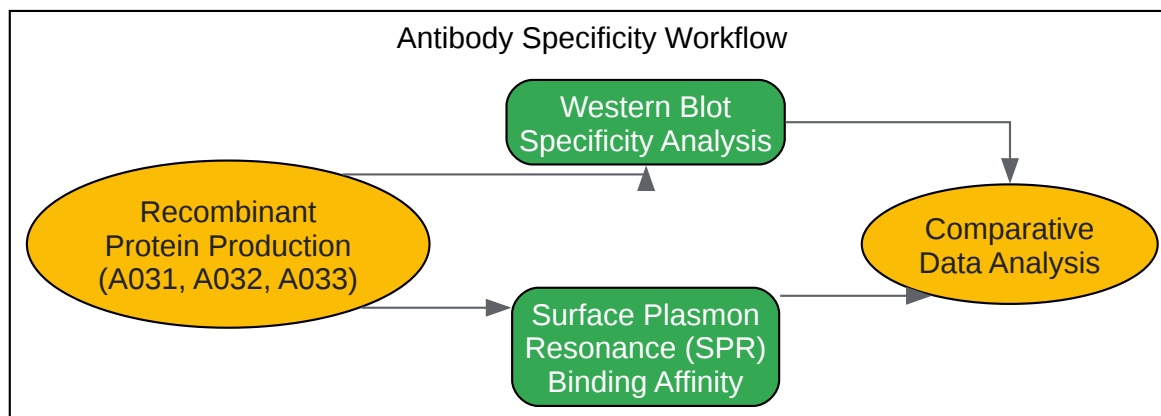 Antibody Specificity Workflow
Western Blot
Specificity Analysis
Recombinant
Protein Production
(A031, A032, A033)
Comparative
Data Analysis
Surface Plasmon
Resonance (SPR)
Binding Affinity